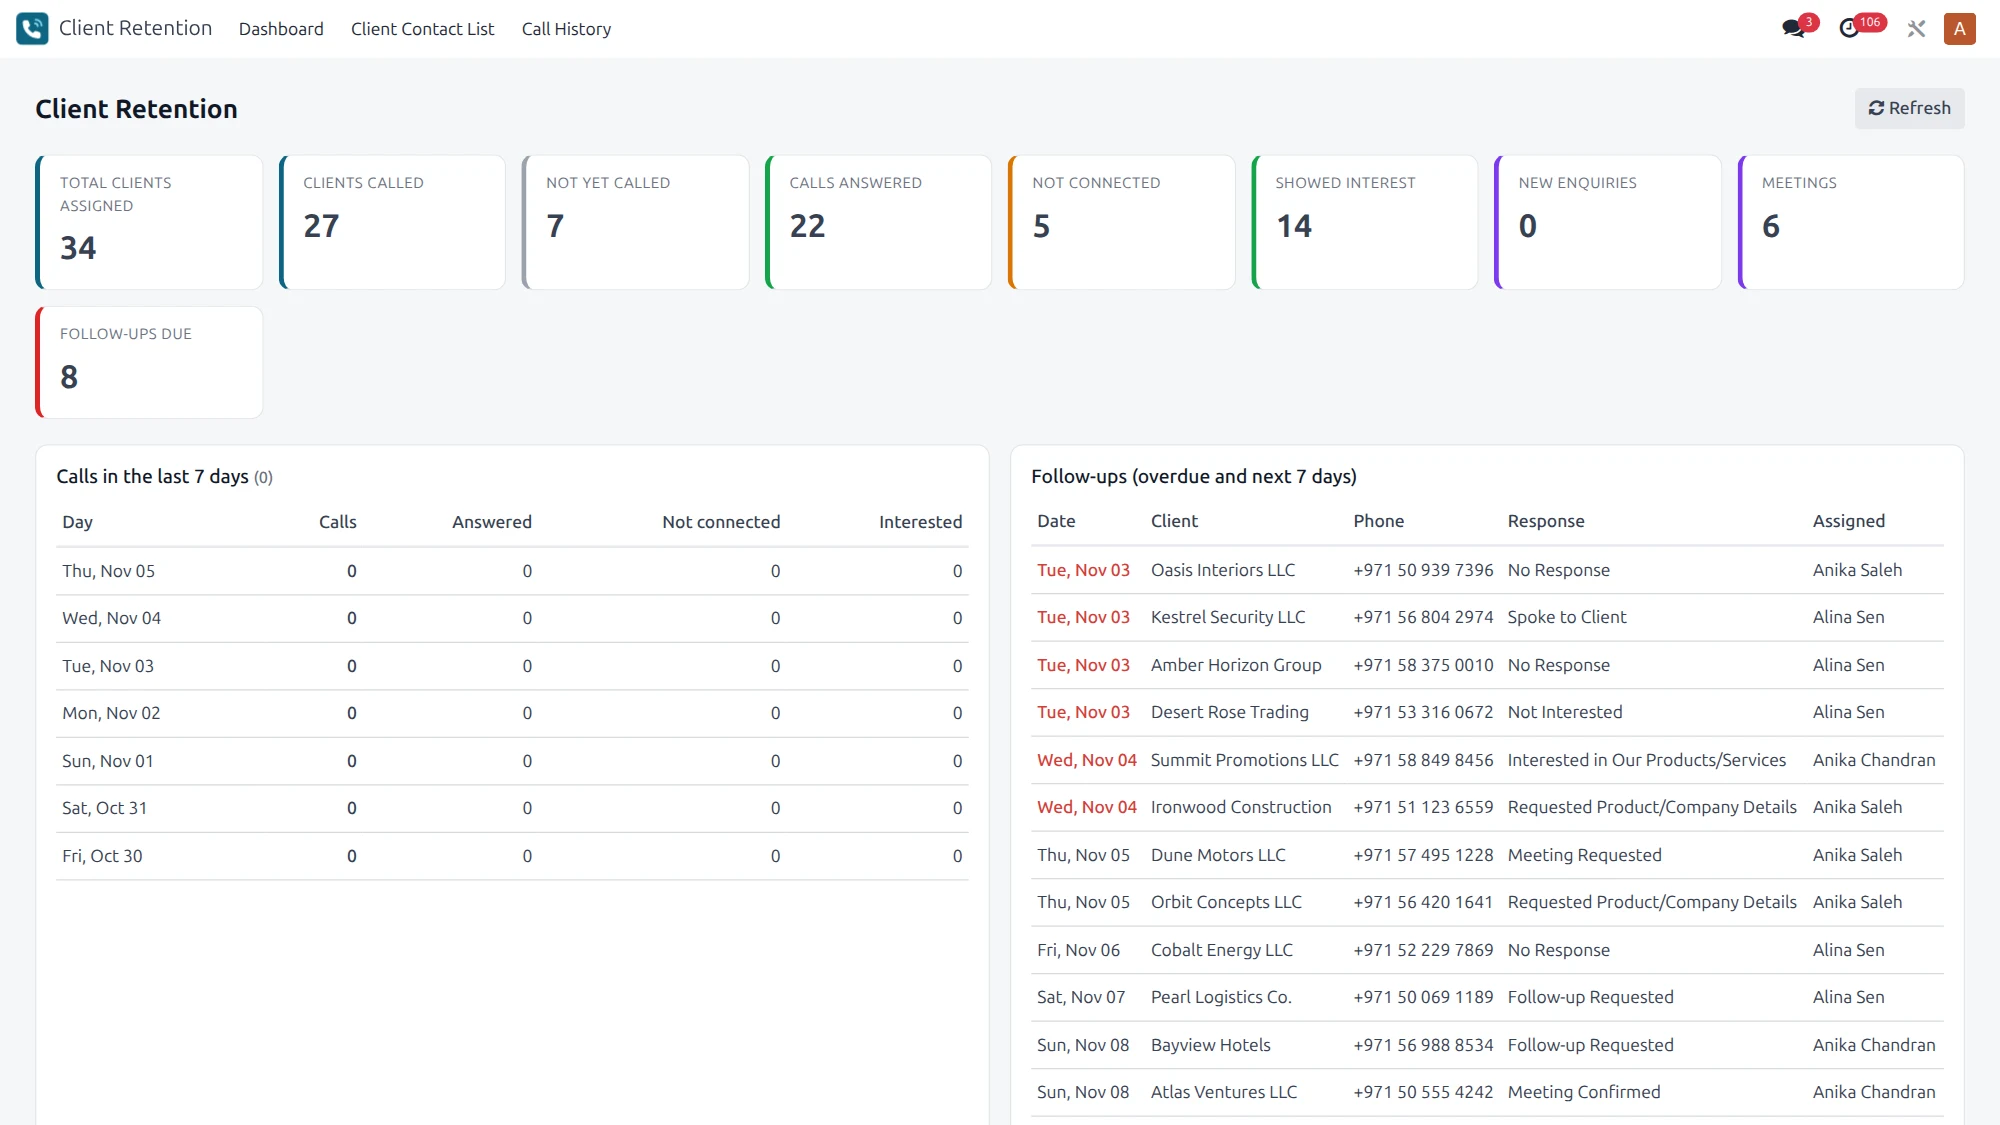 Client Retention Dashboard Client Contact List Call History 3 106 A
Client Retention
Refresh
TOTAL CLIENTS ASSIGNED
34
CLIENTS CALLED
27
NOT YET CALLED
7
CALLS ANSWERED
22
NOT CONNECTED
5
SHOWED INTEREST
14
NEW ENQUIRIES
0
MEETINGS
6
FOLLOW-UPS DUE
8
Calls in the last 7 days (0)
Day Calls Answered Not connected Interested
Thu, Nov 05 0 0 0 0
Wed, Nov 04 0 0 0 0
Tue, Nov 03 0 0 0 0
Mon, Nov 02 0 0 0 0
Sun, Nov 01 0 0 0 0
Sat, Oct 31 0 0 0 0
Fri, Oct 30 0 0 0 0
Follow-ups (overdue and next 7 days)
Date Client Phone Response Assigned
Tue, Nov 03 Oasis Interiors LLC +971 50 939 7396 No Response Anika Saleh
Tue, Nov 03 Kestrel Security LLC +971 56 804 2974 Spoke to Client Alina Sen
Tue, Nov 03 Amber Horizon Group +971 58 375 0010 No Response Alina Sen
Tue, Nov 03 Desert Rose Trading +971 53 316 0672 Not Interested Alina Sen
Wed, Nov 04 Summit Promotions LLC +971 58 849 8456 Interested in Our Products/Services Anika Chandran
Wed, Nov 04 Ironwood Construction +971 51 123 6559 Requested Product/Company Details Anika Saleh
Thu, Nov 05 Dune Motors LLC +971 57 495 1228 Meeting Requested Anika Saleh
Thu, Nov 05 Orbit Concepts LLC +971 56 420 1641 Requested Product/Company Details Anika Saleh
Fri, Nov 06 Cobalt Energy LLC +971 52 229 7869 No Response Alina Sen
Sat, Nov 07 Pearl Logistics Co. +971 50 069 1189 Follow-up Requested Alina Sen
Sun, Nov 08 Bayview Hotels +971 56 988 8534 Follow-up Requested Anika Chandran
Sun, Nov 08 Atlas Ventures LLC +971 50 555 4242 Meeting Confirmed Anika Chandran